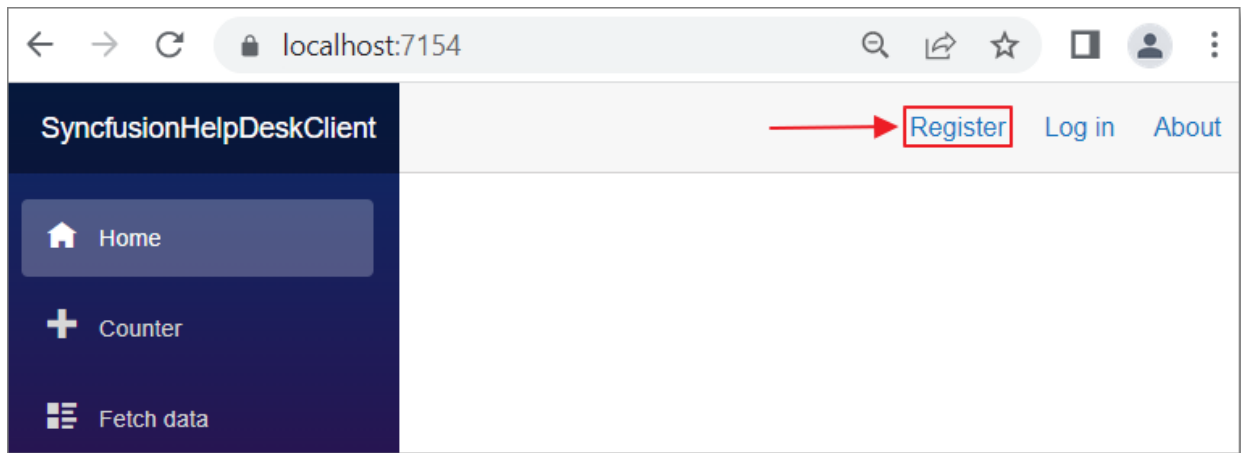 localhost:7154
SyncfusionHelpDeskClient
Register Log in About
Home
Counter
Fetch data